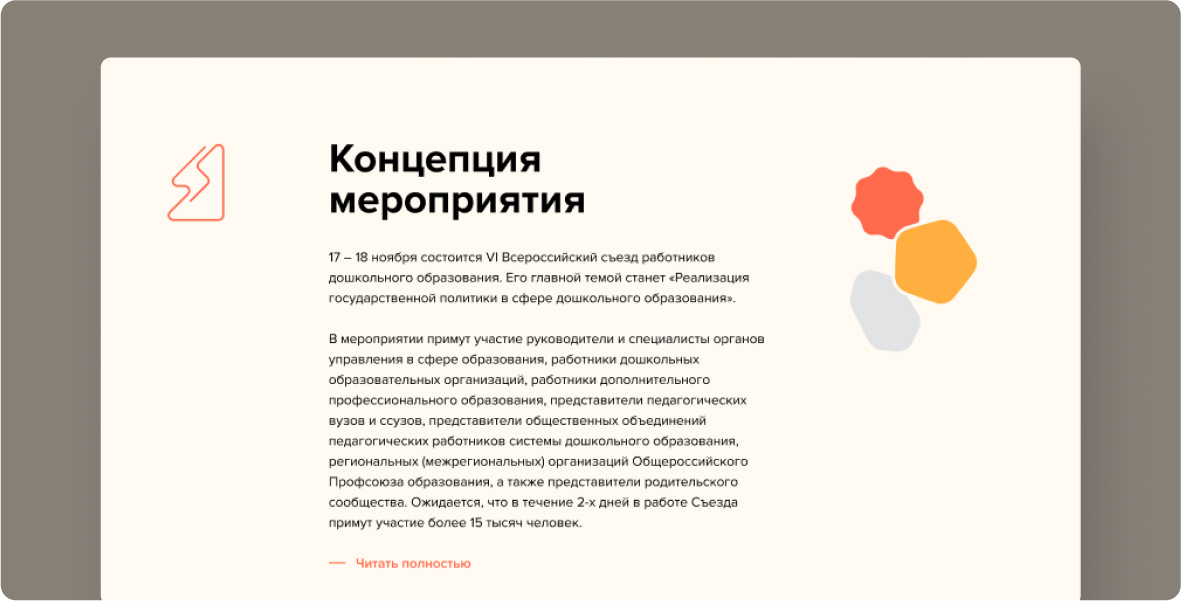 Концепция
мероприятия
17 – 18 ноября состоится VI Всероссийский съезд работников
дошкольного образования. Его главной темой станет «Реализация
государственной политики в сфере дошкольного образования».
В мероприятии примут участие руководители и специалисты органов
управления в сфере образования, работники дошкольных
образовательных организаций, работники дополнительного
профессионального образования, представители педагогических
вузов и ссузов, представители общественных объединений
педагогических работников системы дошкольного образования,
региональных (межрегиональных) организаций Общероссийского
Профсоюза образования, а также представители родительского
сообщества. Ожидается, что в течение 2-х дней в работе Съезда
примут участие более 15 тысяч человек.
— Читать полностью